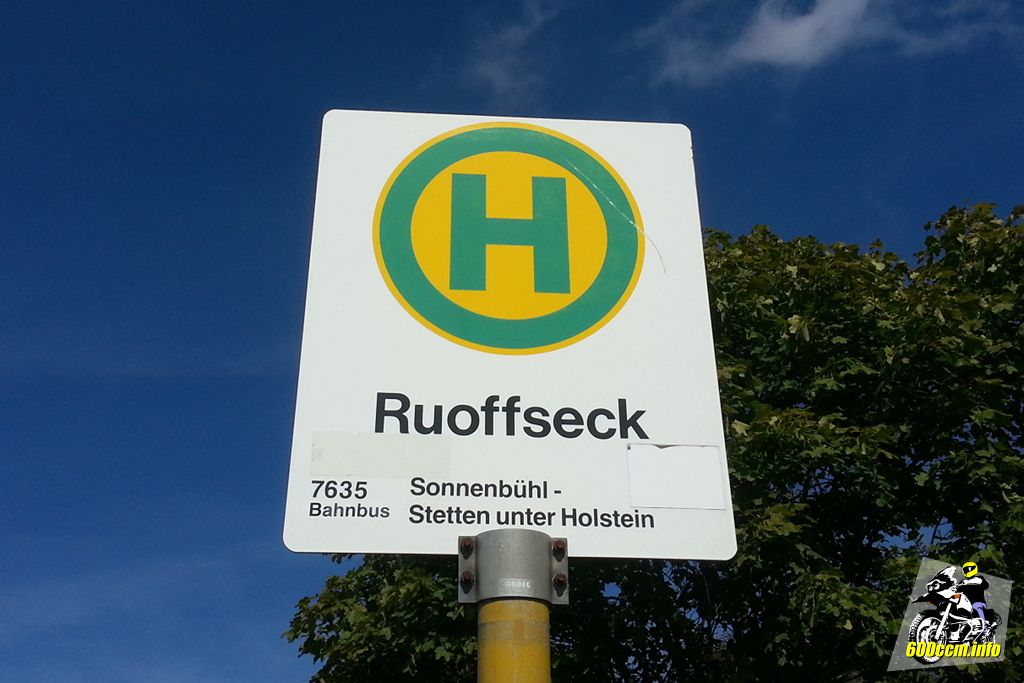 H
Ruoffseck
7635
Bahnbus
Sonnenbühl -
Stetten unter Holstein
600ccm.info